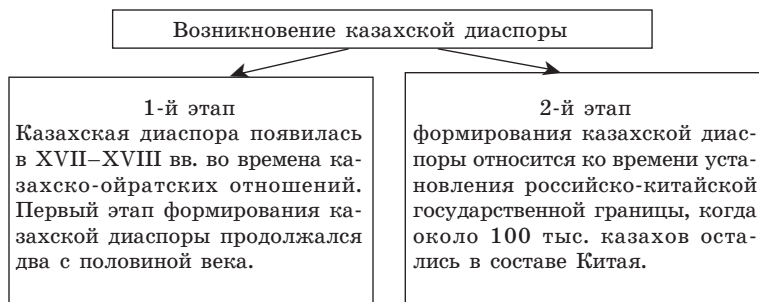 Возникновение казахской диаспоры
1-й этап
Казахская диаспора появилась
в XVII–XVIII вв. во времена ка-
захско-ойратских отношений.
Первый этап формирования ка-
захской диаспоры продолжался
два с половиной века.
2-й этап
формирования казахской диас-
поры относится ко времени уста-
новления российско-китайской
государственной границы, когда
около 100 тыс. казахов оста-
лись в составе Китая.